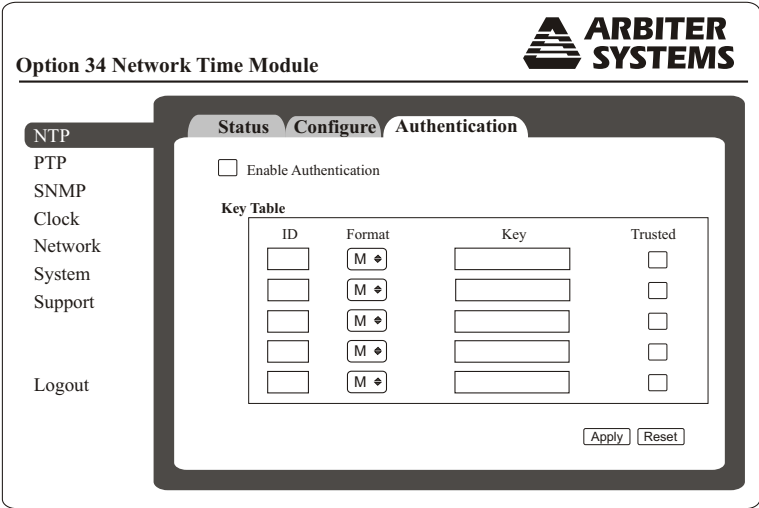 ARBITER
SYSTEMS
Option 34 Network Time Module
NTP
PTP
SNMP
Clock
Network
System
Support
Logout
Status Configure Authentication
Enable Authentication
Key Table
ID Format Key Trusted
M
M
M
M
M
Apply Reset